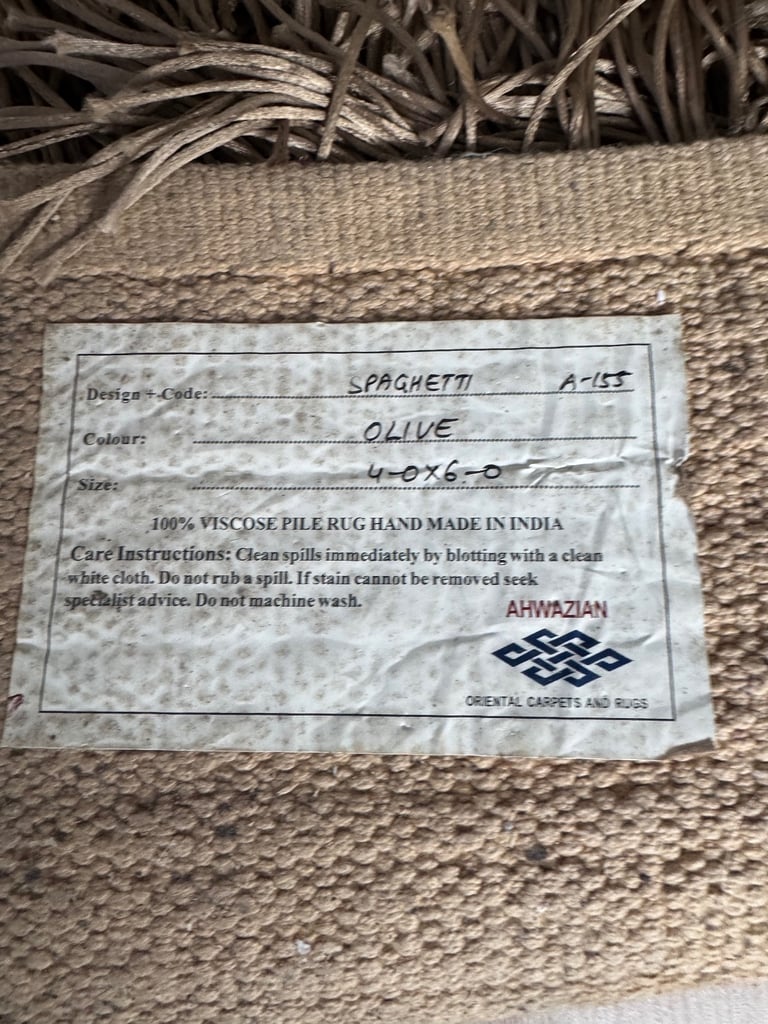 Design + Code: SPAGHETTI A-155
Colour: OLIVE
Size: 4-0X6-0
100% VISCOSE PILE RUG HAND MADE IN INDIA
Care Instructions: Clean spills immediately by blotting with a clean
white cloth. Do not rub a spill. If stain cannot be removed seek
specialist advice. Do not machine wash.
AHWAZIAN
ORIENTAL CARPETS AND RUGS